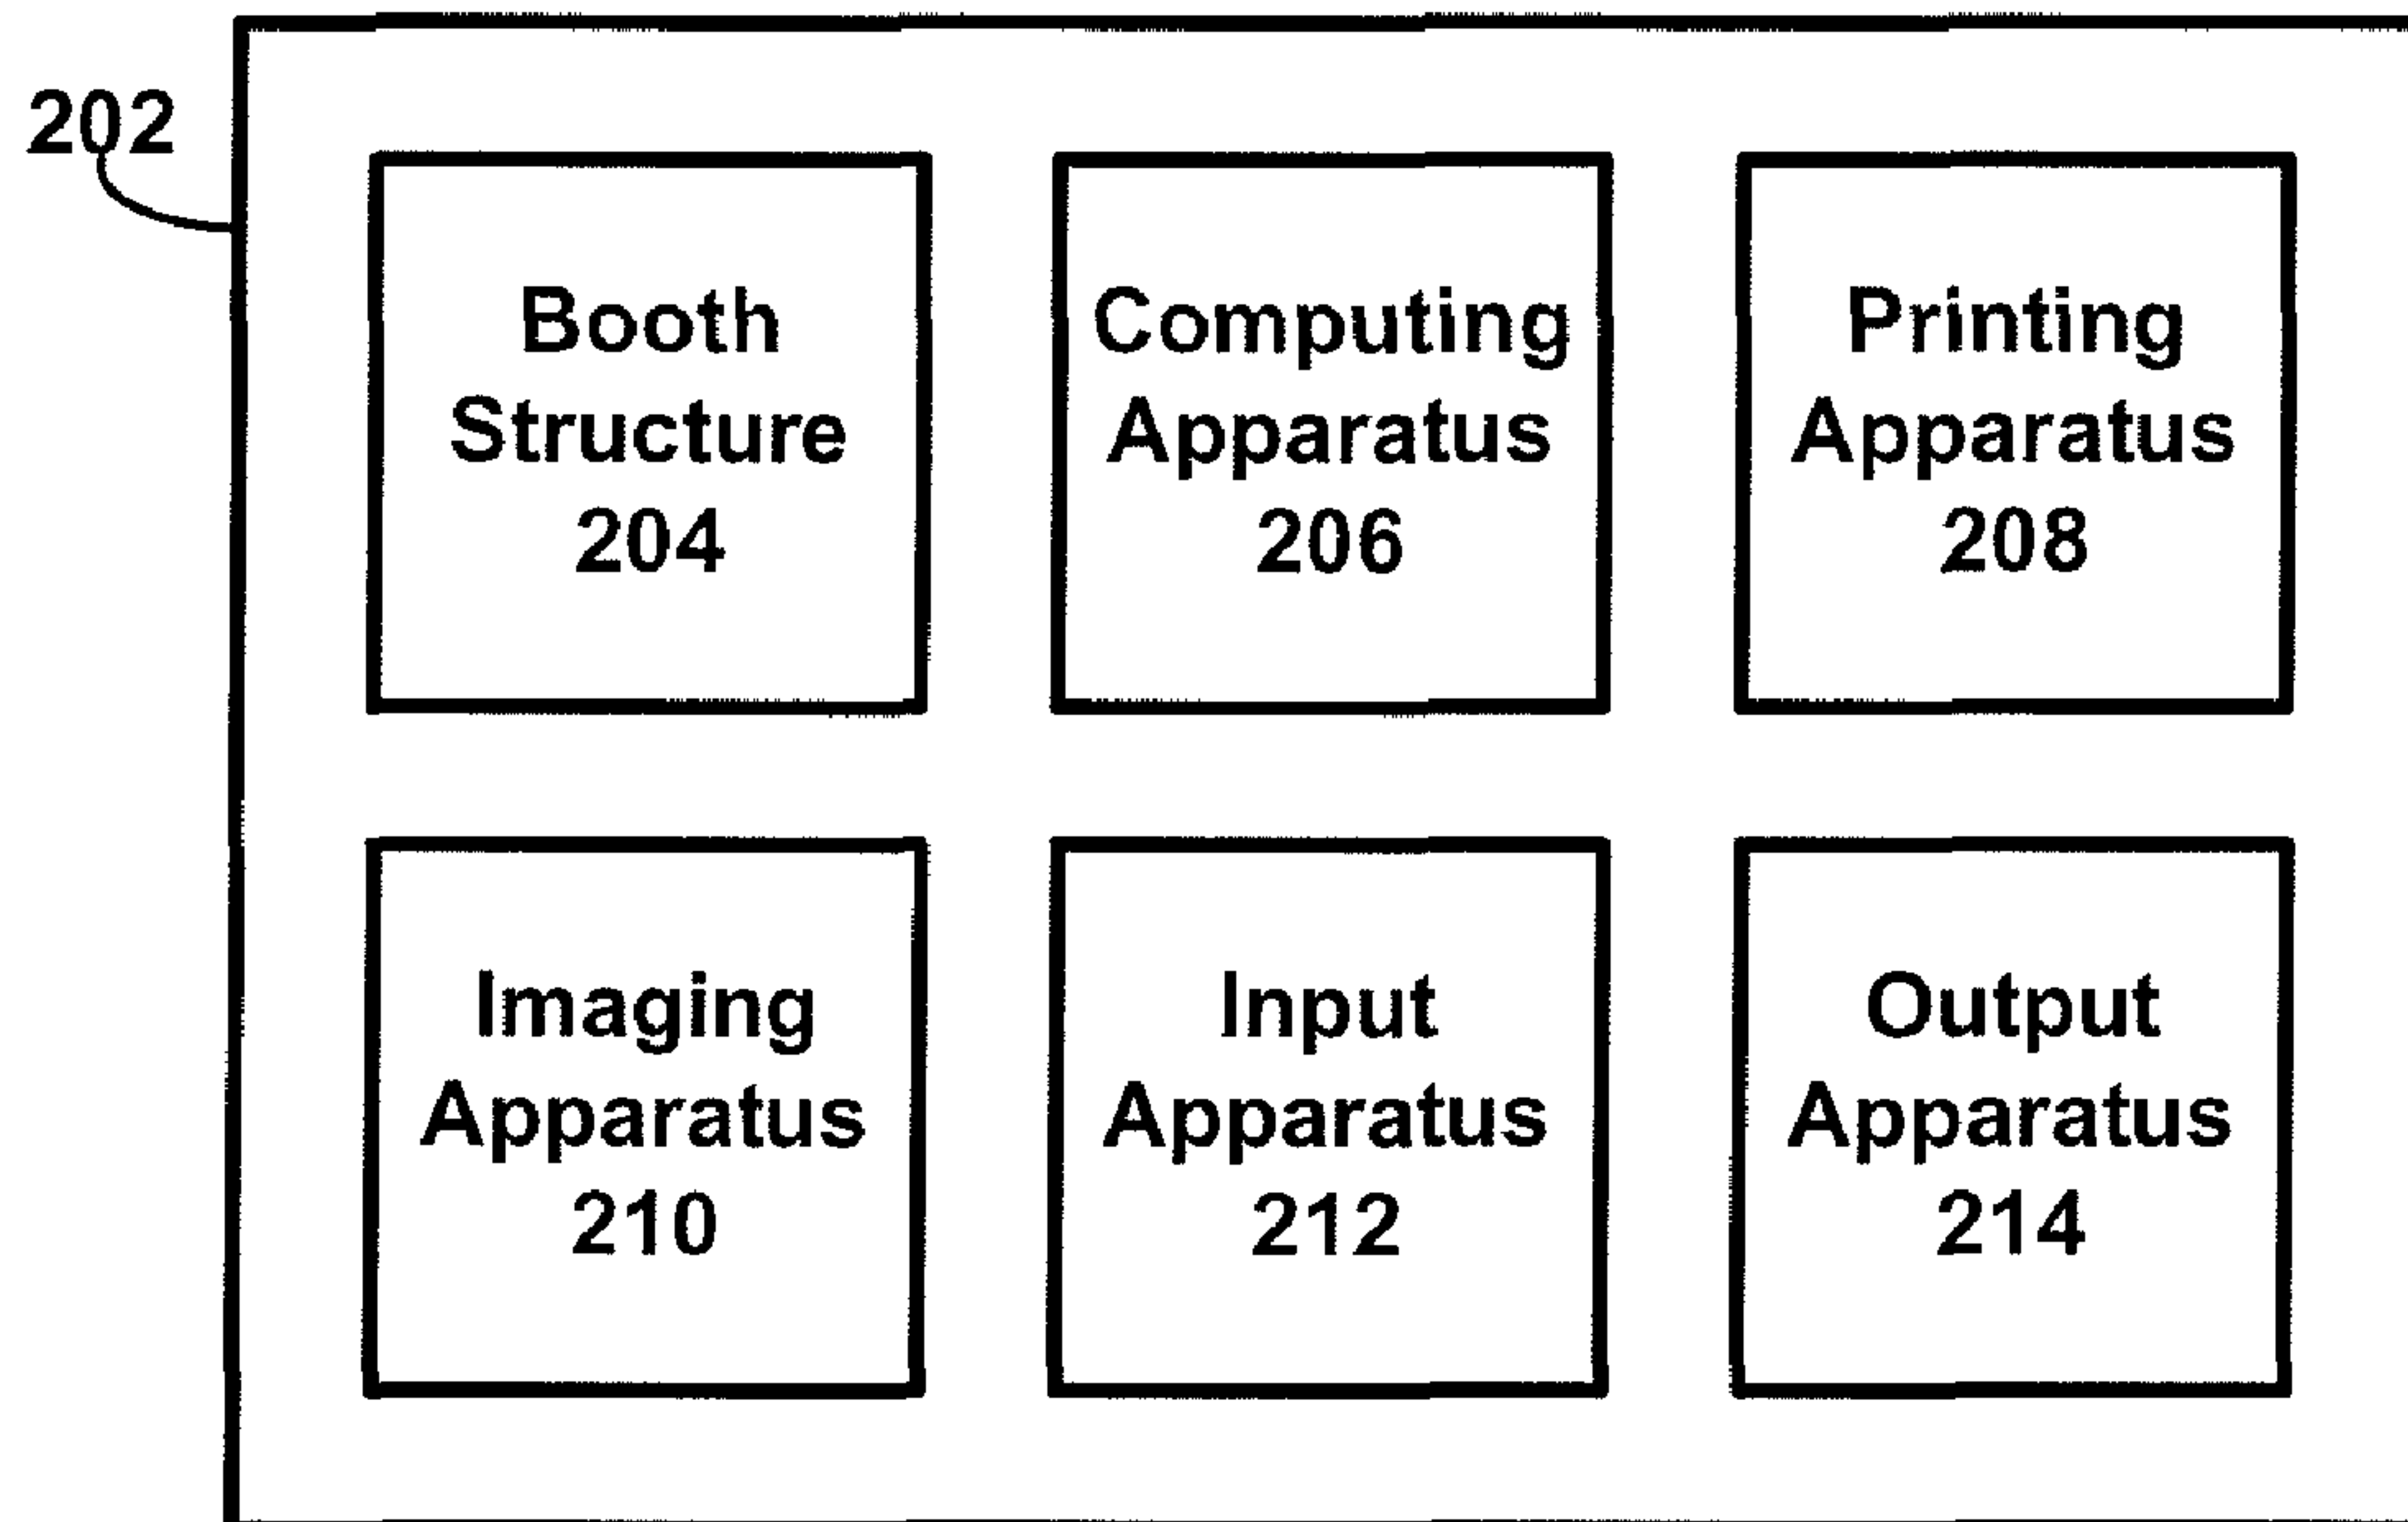 202
Booth
Structure
204
Computing
Apparatus
206
Printing
Apparatus
208
Imaging
Apparatus
210
Input
Apparatus
212
Output
Apparatus
214